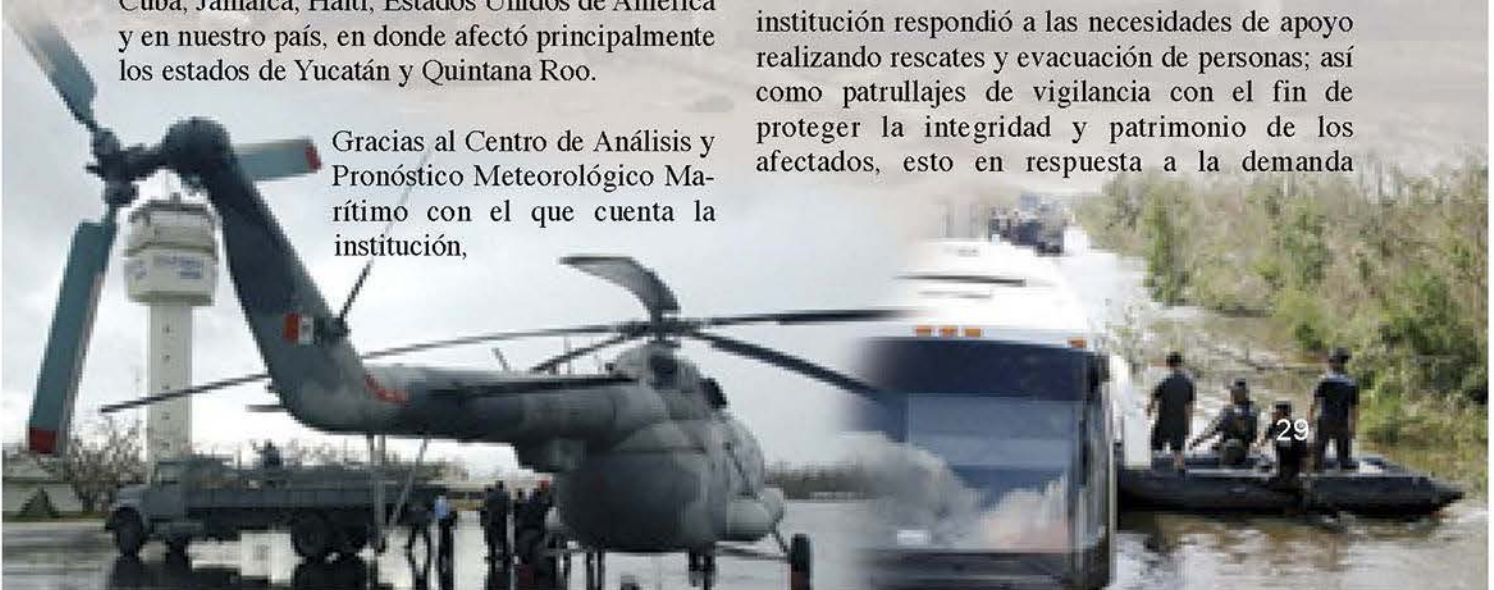 Cuba, Jamaica, Haití, Estados Unidos de América
y en nuestro país, en donde afectó principalmente
los estados de Yucatán y Quintana Roo.
Gracias al Centro de Análisis y
Pronóstico Meteorológico Ma-
rítimo con el que cuenta la
institución,
institución respondió a las necesidades de apoyo
realizando rescates y evacuación de personas; así
como patrullajes de vigilancia con el fin de
proteger la integridad y patrimonio de los
afectados, esto en respuesta a la demanda
29